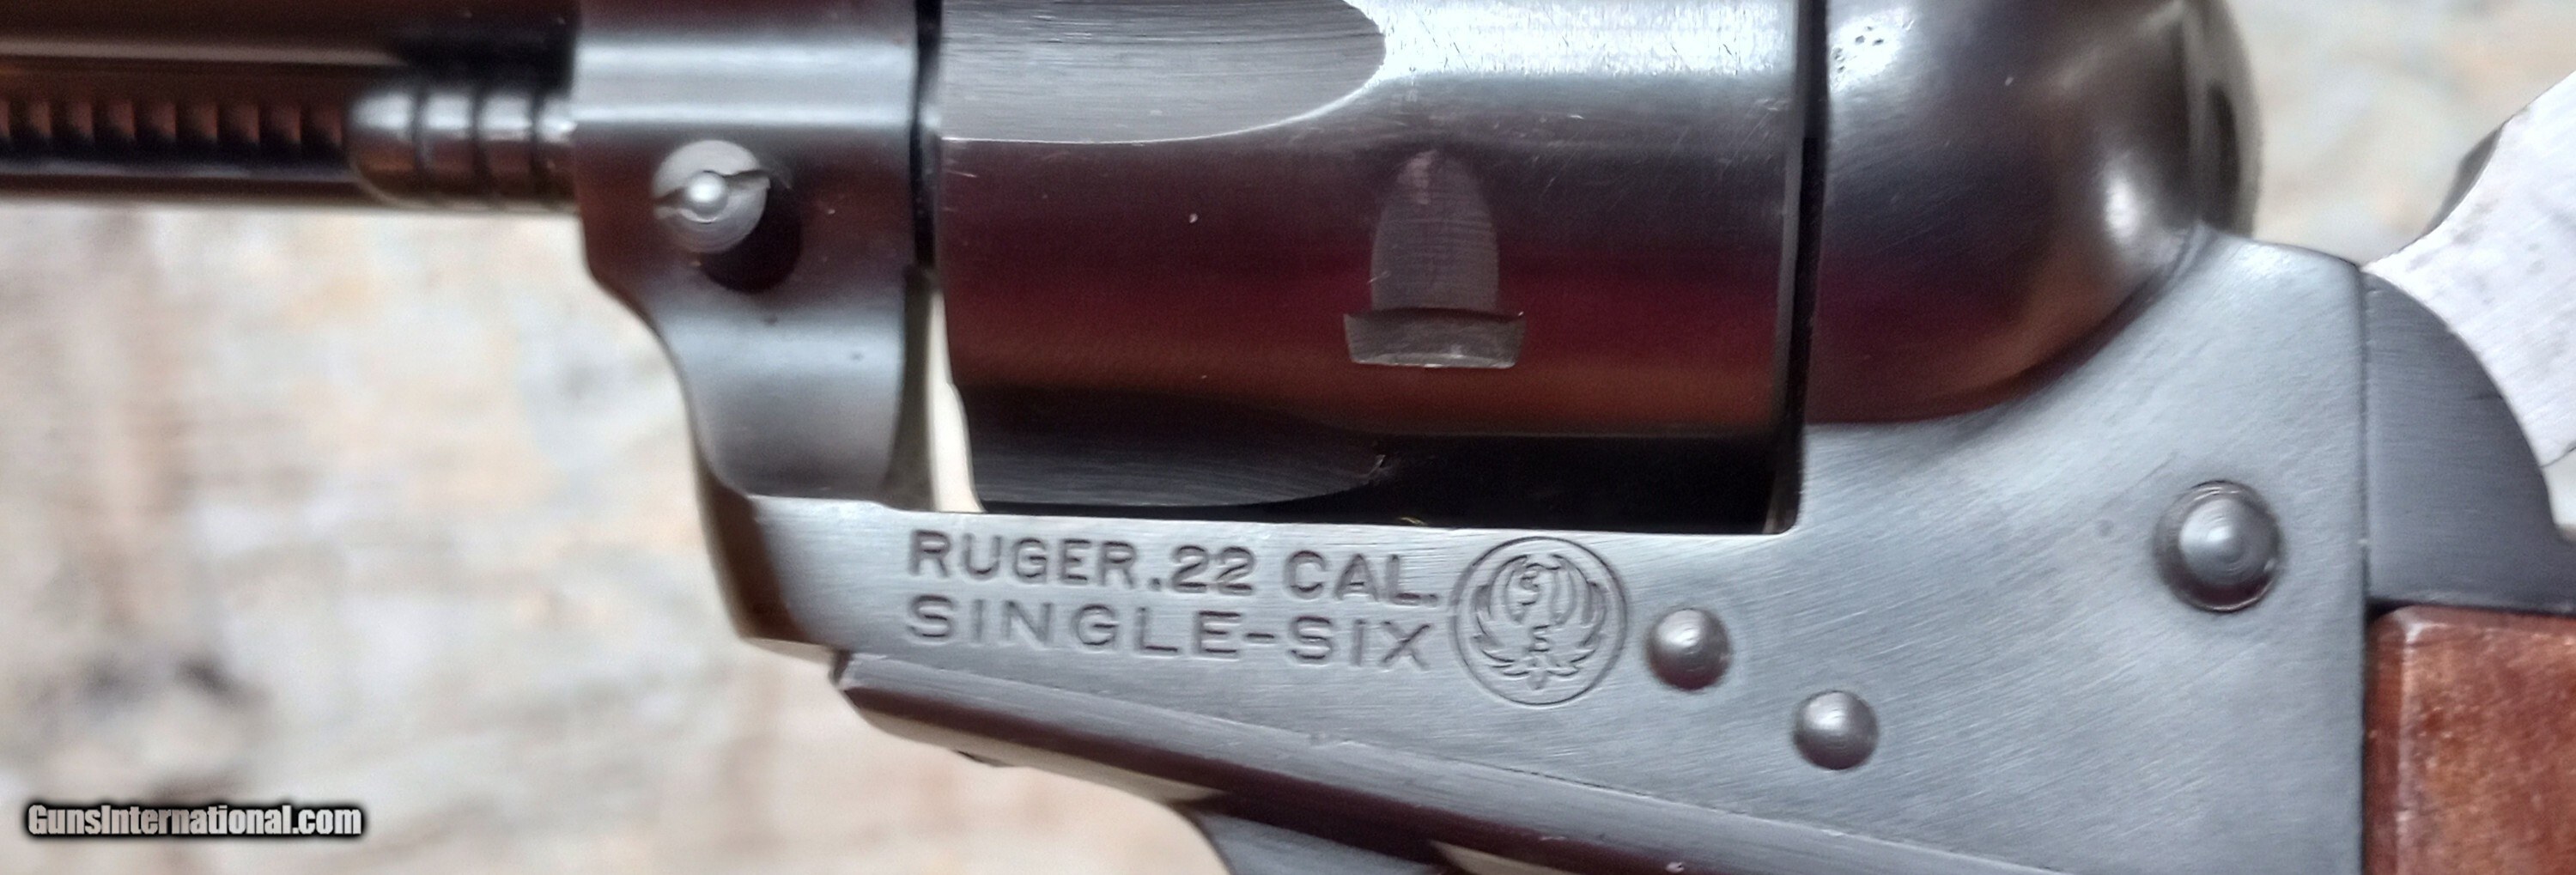 RUGER.22 CAL.
SINGLE-SIX
GunsInternational.com